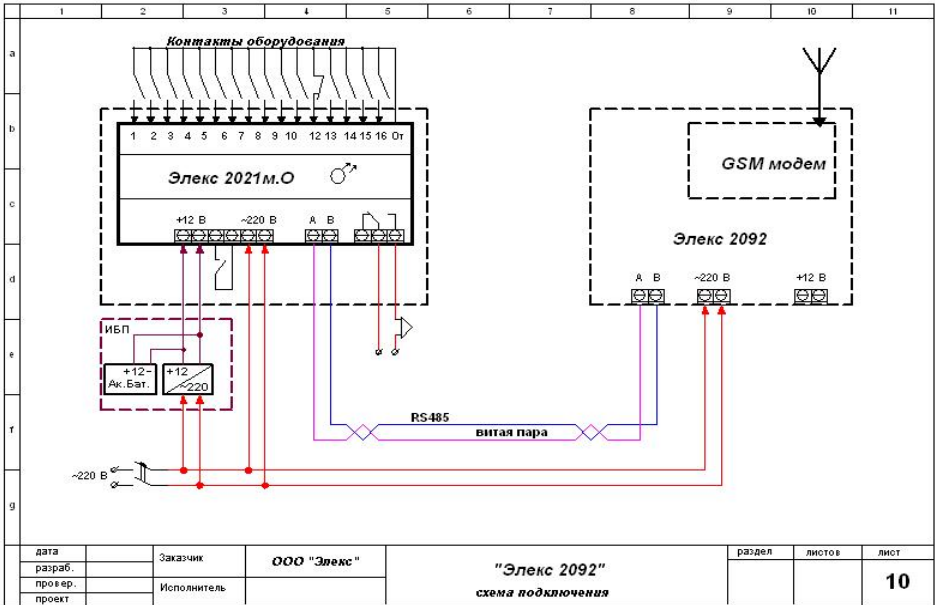 1 2 3 4 5 6 7 8 9 10 11
a
b
c
d
e
f
g
Контакты оборудования
1 2 3 4 5 6 7 8 9 10 12 13 14 15 16 От
Элекс 2021м.О
+12 В ~220 В А В
GSM модем
Элекс 2092
А В ~220 В +12 В
ИБП
+12-
Ак.Бат.
+12
~220
RS485
витая пара
~220 В
дата
разраб.
провер.
проект
Заказчик
Исполнитель
ООО "Элекс"
"Элекс 2092"
схема подключения
раздел листов лист
10